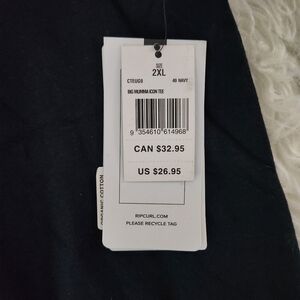 SIZE
2XL
CTEUG9 49 NAVY
BIG MUMMA ICON TEE
9 354610 614968
CAN $32.95
US $26.95
ORGANIC COTTON
RIPCURL.COM
PLEASE RECYCLE TAG